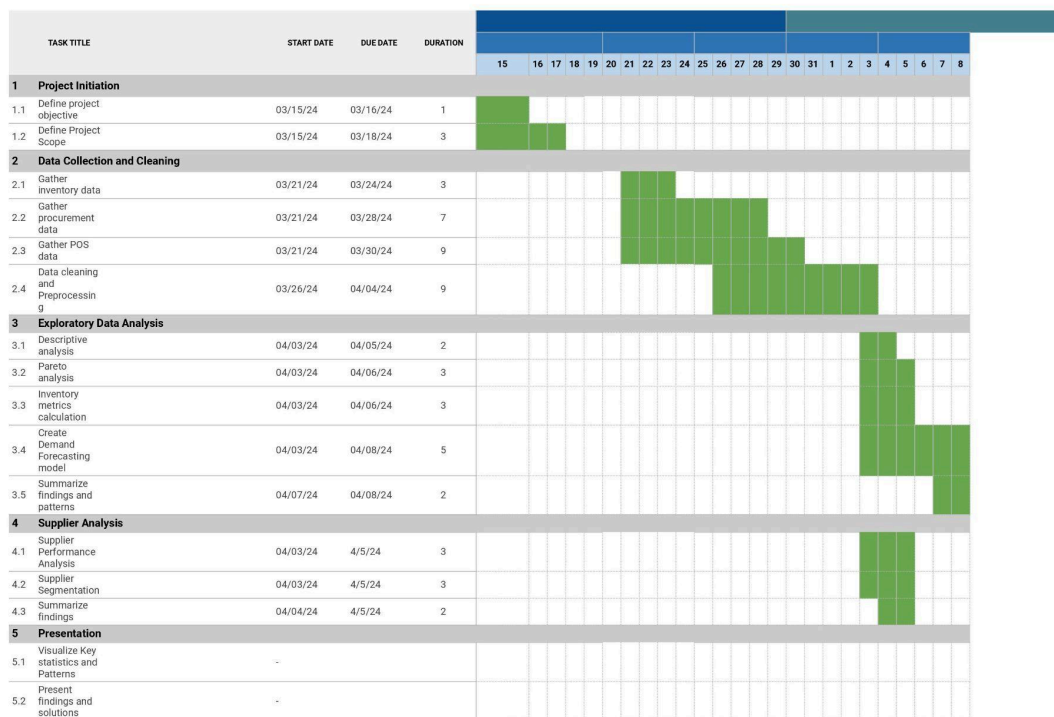 TASK TITLE START DATE DUE DATE DURATION
15 16 17 18 19 20 21 22 23 24 25 26 27 28 29 30 31 1 2 3 4 5 6 7 8
1 Project Initiation
1.1 Define project
objective 03/15/24 03/16/24 1
1.2 Define Project
Scope 03/15/24 03/18/24 3
2 Data Collection and Cleaning
2.1 Gather
inventory data 03/21/24 03/24/24 3
Gather
2.2 procurement 03/21/24 03/28/24 7
data
2.3 Gather POS
data 03/21/24 03/30/24 9
Data cleaning
and
2.4 Preprocessin 03/26/24 04/04/24 9
g
3 Exploratory Data Analysis
3.1 Descriptive
analysis 04/03/24 04/05/24 2
3.2 Pareto
analysis 04/03/24 04/06/24 3
Inventory
3.3 metrics 04/03/24 04/06/24 3
calculation
Create
Demand
3.4 Forecasting 04/03/24 04/08/24 5
model
Summarize
3.5 findings and 04/07/24 04/08/24 2
patterns
4 Supplier Analysis
Supplier
4.1 Performance 04/03/24 4/5/24 3
Analysis
4.2 Supplier
Segmentation 04/03/24 4/5/24 3
4.3 Summarize
findings 04/04/24 4/5/24 2
5 Presentation
Visualize Key
5.1 statistics and -
Patterns
Present
5.2 findings and -
solutions